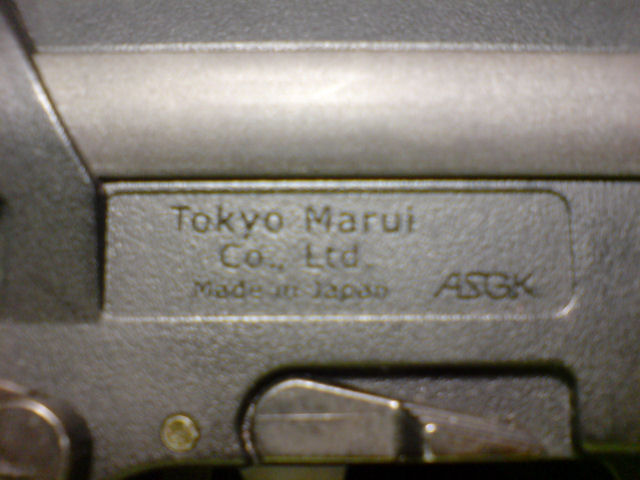 Tokyo Marui
Co., Ltd.
Made in Japan
ASGK